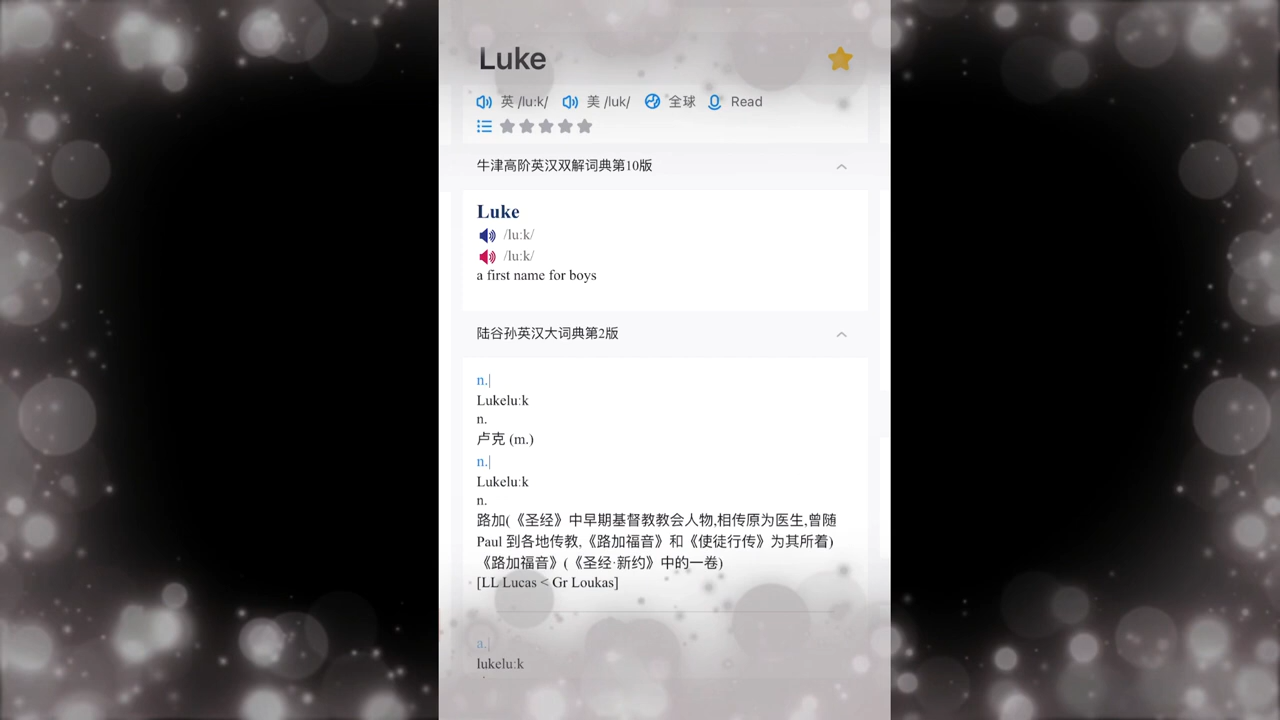 Luke
英 /luːk/ 美 /luk/ 全球 Read
牛津高阶英汉双解词典第10版
Luke
/luːk/
/luːk/
a first name for boys
陆谷孙英汉大词典第2版
n.|
Lukeluːk
n.
卢克 (m.)
n.|
Lukeluːk
n.
路加(《圣经》中早期基督教教会人物,相传原为医生,曾随
Paul 到各地传教,《路加福音》和《使徒行传》为其所着)
《路加福音》(《圣经·新约》中的一卷)
[LL Lucas < Gr Loukas]
a.|
lukeluːk